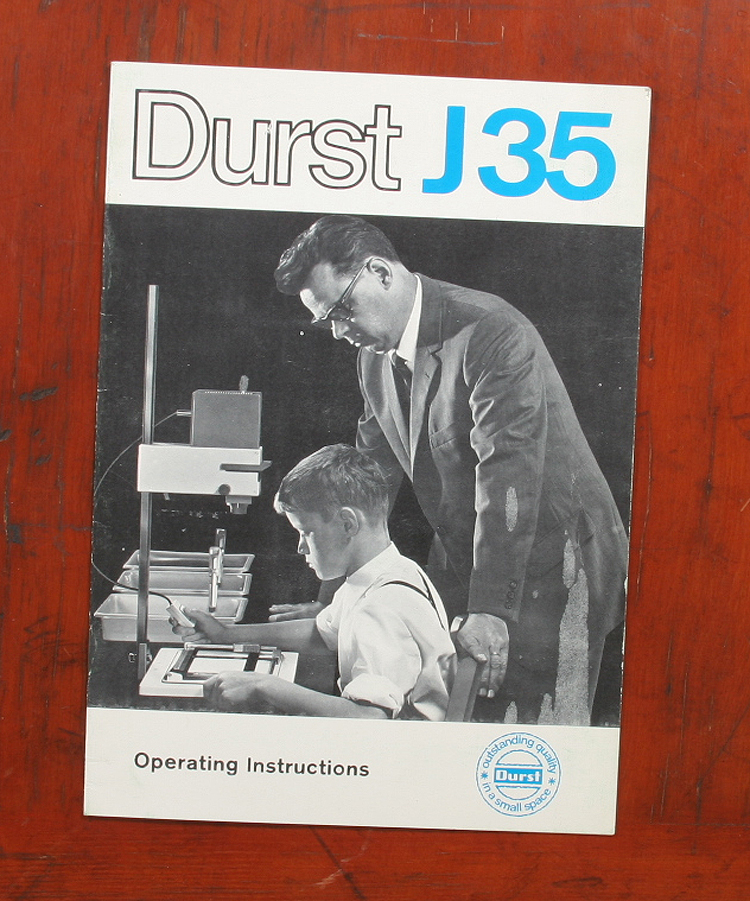 Durst J35
Operating Instructions
outstanding quality
Durst
in a small space